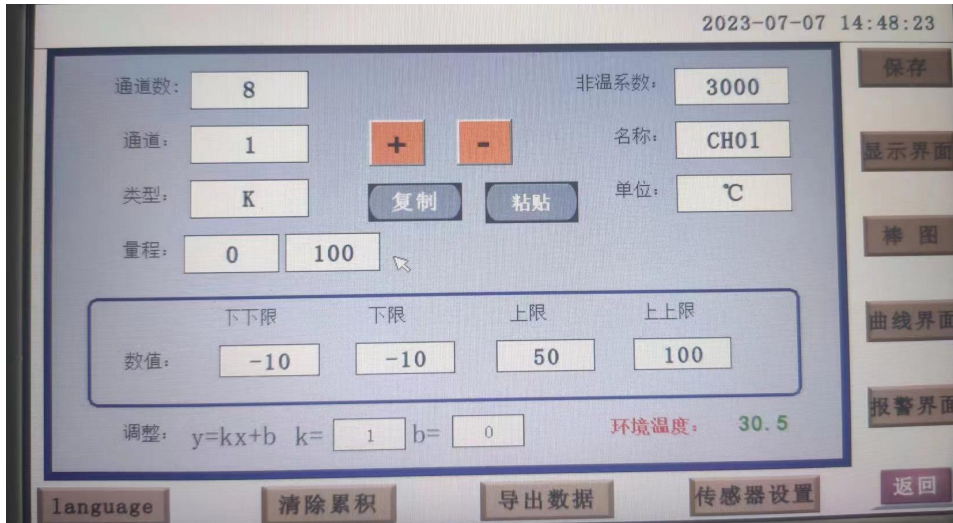 2023-07-07 14:48:23
通道数: 8 非温系数: 3000 保存
通道: 1 + - 名称: CH01 显示界面
类型: K 复制 粘贴 单位: ℃
量程: 0 100 棒 图
下下限 下限 上限 上上限 曲线界面
数值: -10 -10 50 100
调整: y=kx+b k= 1 b= 0 环境温度: 30.5 报警界面
language 清除累积 导出数据 传感器设置 返回